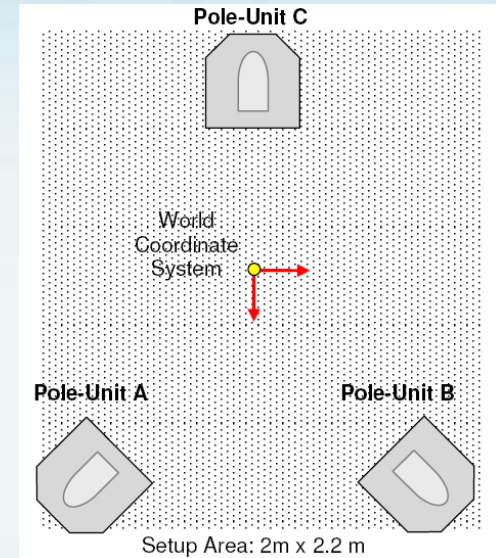 Pole-Unit C
World
Coordinate
System
Pole-Unit A
Pole-Unit B
Setup Area: 2m x 2.2 m